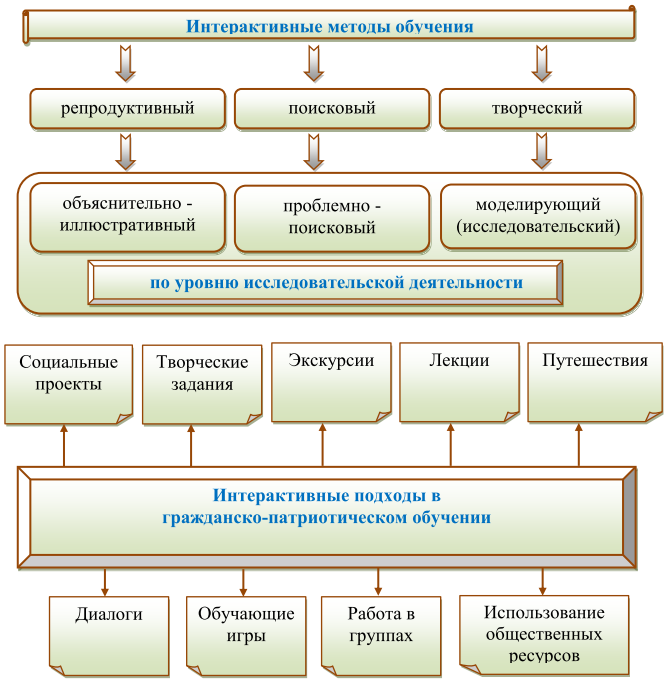 Интерактивные методы обучения
репродуктивный
поисковый
творческий
объяснительно -
иллюстративный
проблемно -
поисковый
моделирующий
(исследовательский)
по уровню исследовательской деятельности
Социальные
проекты
Творческие
задания
Экскурсии
Лекции
Путешествия
Интерактивные подходы в
гражданско-патриотическом обучении
Диалоги
Обучающие
игры
Работа в
группах
Использование
общественных
ресурсов